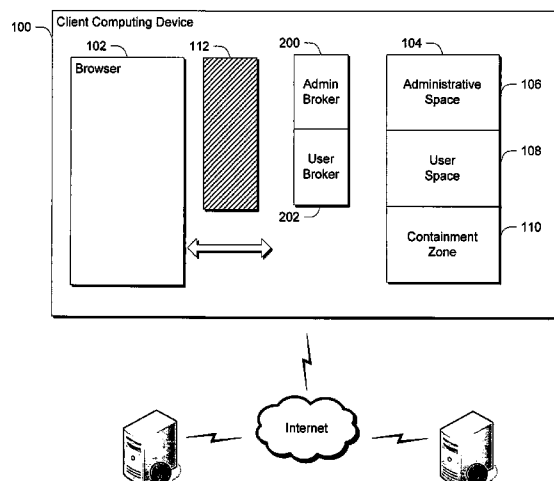 100
Client Computing Device
102
112
200
104
Browser
Admin
Broker
Administrative
Space
106
User
Broker
User
Space
108
202
Containment
Zone
110
Internet